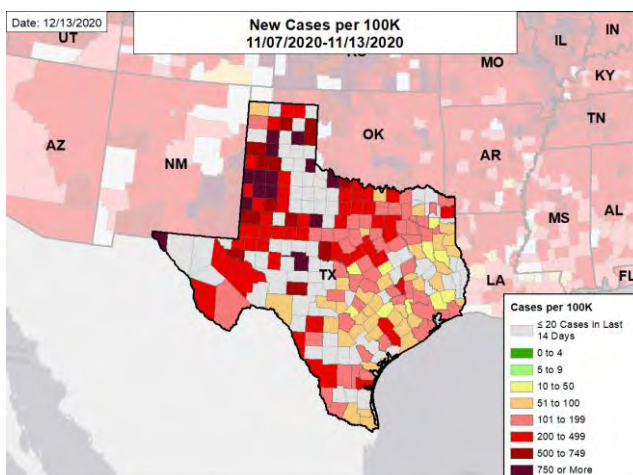 Date: 12/13/2020
New Cases per 100K
11/07/2020-11/13/2020
UT
IL
IN
MO
KY
AZ
NM
OK
TN
AR
MS
AL
TX
LA
FL
Cases per 100K
≤ 20 Cases in Last
14 Days
0 to 4
5 to 9
10 to 50
51 to 100
101 to 199
200 to 499
500 to 749
750 or More